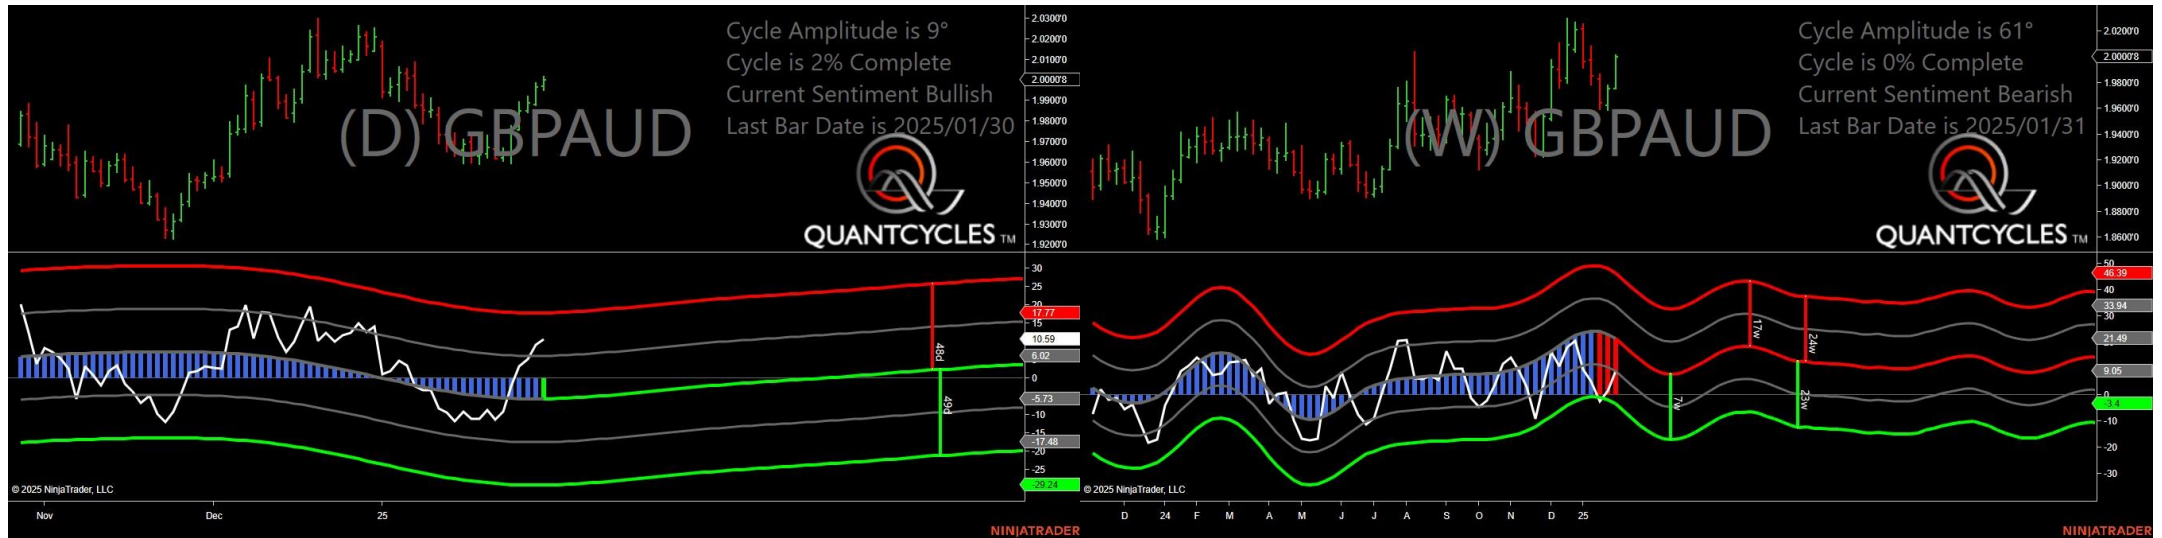 Cycle Amplitude is 9°
Cycle is 2% Complete
Current Sentiment Bullish
Last Bar Date is 2025/01/30
(D) GBPAUD
QUANTCYCLES TM
2.0300'0
2.0200'0
2.0100'0
2.0000'8
1.9900'0
1.9800'0
1.9700'0
1.9600'0
1.9500'0
1.9400'0
1.9300'0
1.9200'0
30
25
20
17.77
15
10.59
6.02
0
-5.73
-10
-15
-17.48
-20
-25
-29.24
48d
49d
© 2025 NinjaTrader, LLC
Nov Dec 25
NINJATRADER
Cycle Amplitude is 61°
Cycle is 0% Complete
Current Sentiment Bearish
Last Bar Date is 2025/01/31
(W) GBPAUD
QUANTCYCLES TM
2.0200'0
2.0000'8
1.9800'0
1.9600'0
1.9400'0
1.9200'0
1.9000'0
1.8800'0
1.8600'0
50
46.39
40
33.94
30
21.49
9.05
0
-3.4
-10
-20
-30
17w
24w
7w
23w
© 2025 NinjaTrader, LLC
D 24 F M A M J J A S O N D 25
NINJATRADER